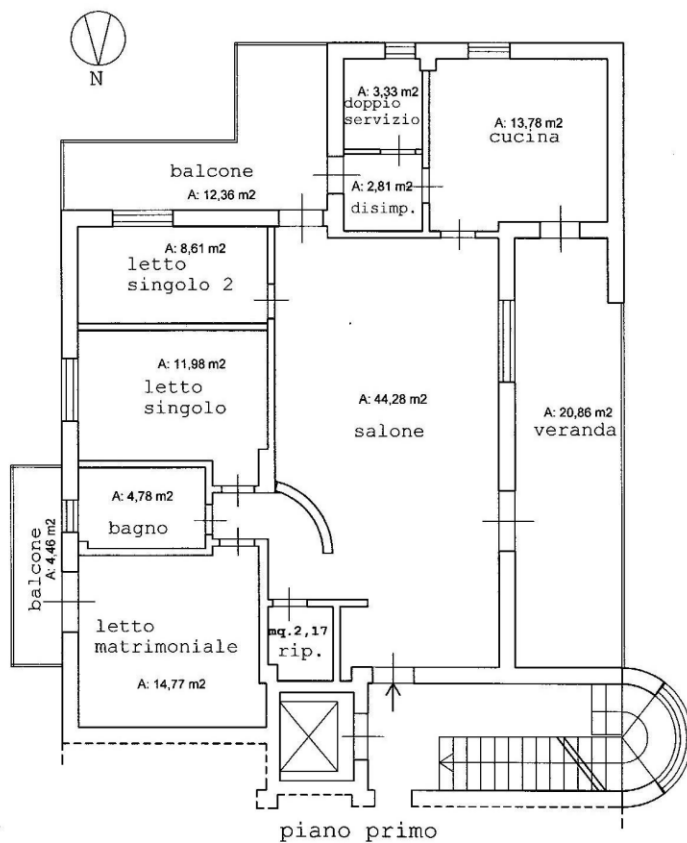 N
A: 3,33 m2
doppio
servizio
A: 13,78 m2
cucina
balcone
A: 12,36 m2
A: 2,81 m2
disimp.
A: 8,61 m2
letto
singolo 2
A: 11,98 m2
letto
singolo
A: 44,28 m2
salone
A: 20,86 m2
veranda
A: 4,78 m2
bagno
balcone
A: 4,46 m2
letto
matrimoniale
A: 14,77 m2
mq.2,17
rip.
piano primo